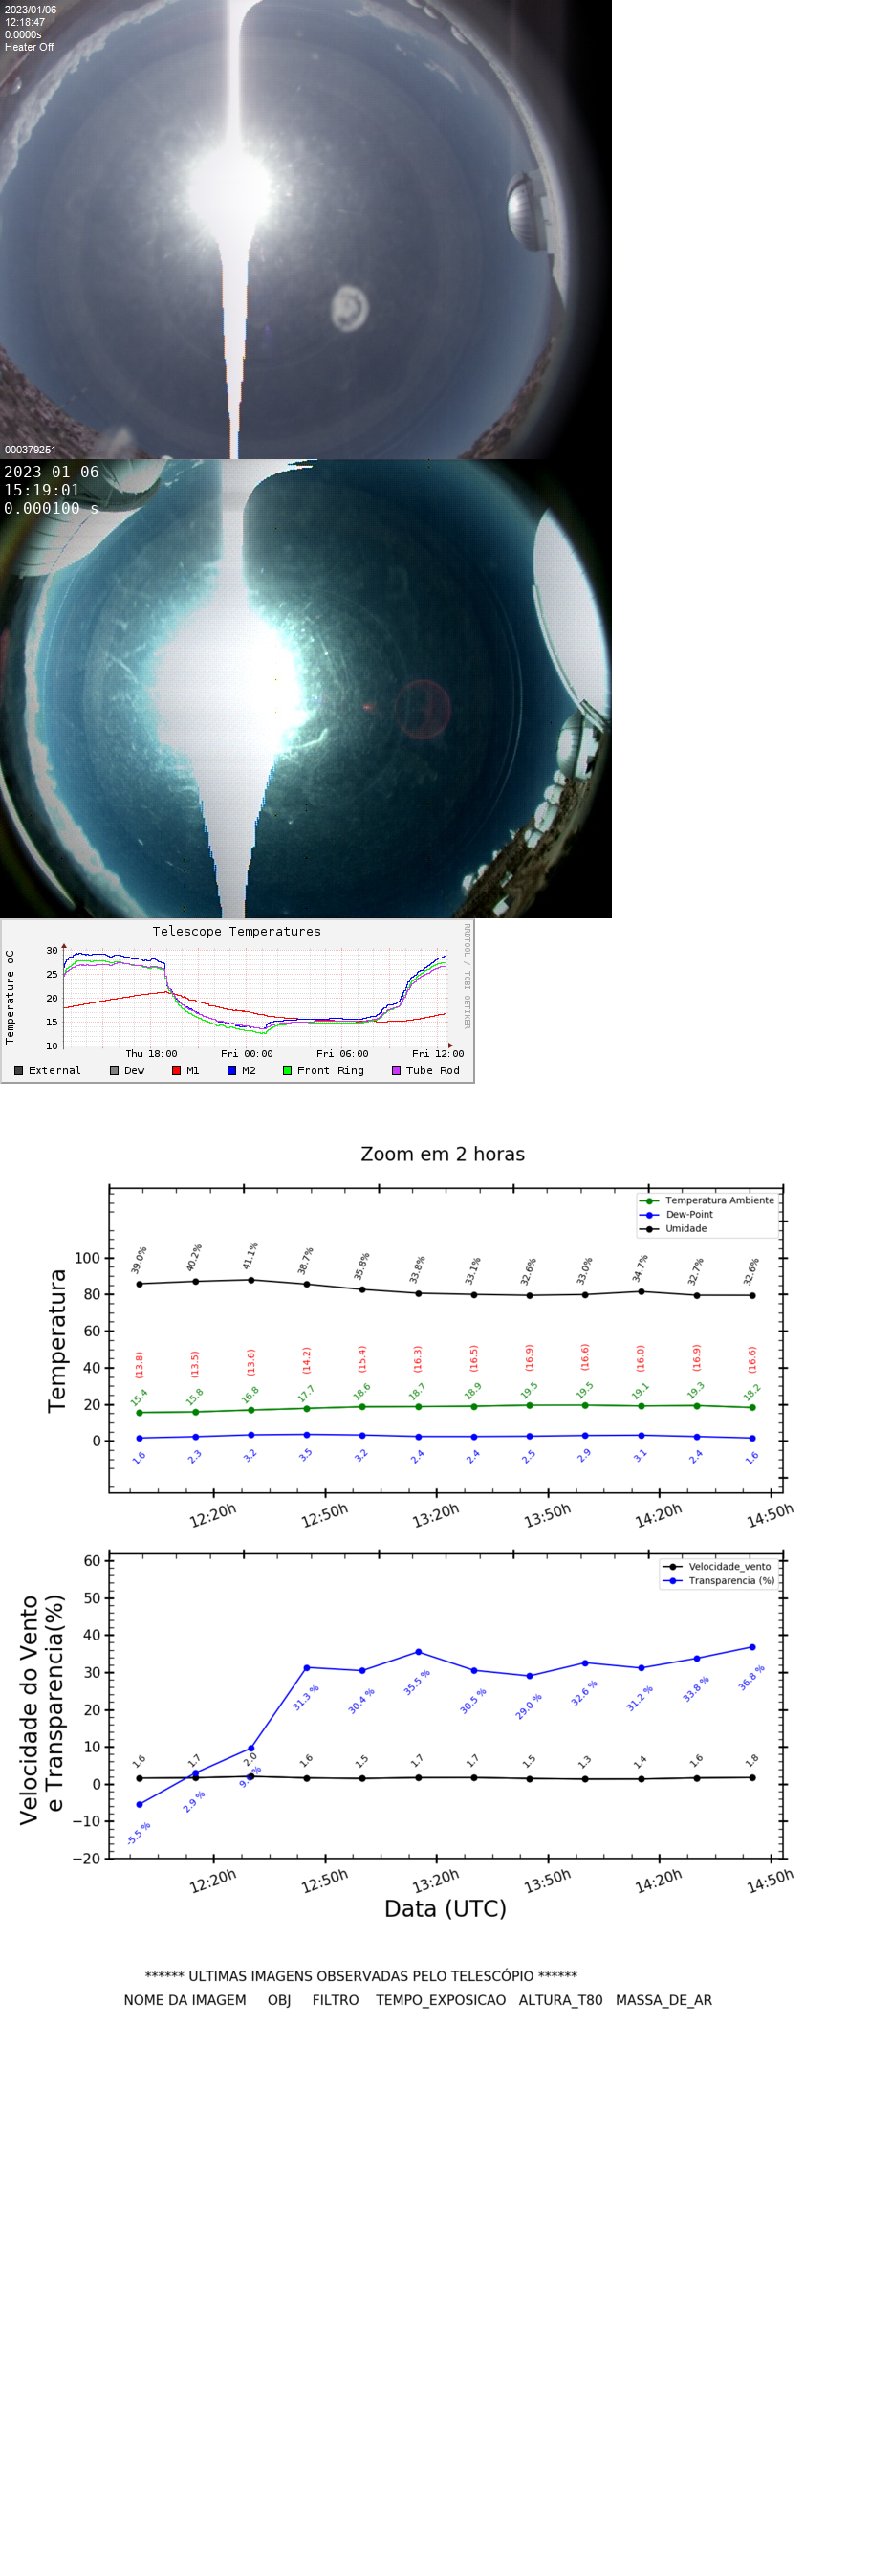 2023/01/06
12:18:47
0.0000s
Heater Off
000379251
2023-01-06
15:19:01
0.000100 s
Telescope Temperatures
RRDTOOL / TOBI OETIKER
Temperature oC
30
25
20
15
10
Thu 18:00 Fri 00:00 Fri 06:00 Fri 12:00
External Dew M1 M2 Front Ring Tube Rod
Zoom em 2 horas
Temperatura Ambiente
Dew-Point
Umidade
Temperatura
100
80
60
40
20
0
39.0% 40.2% 41.1% 38.7% 35.8% 33.8% 33.1% 32.6% 33.0% 34.7% 32.7% 32.6%
(13.8) (13.5) (13.6) (14.2) (15.4) (16.3) (16.5) (16.9) (16.6) (16.0) (16.9) (16.6)
15.4 15.8 16.8 17.7 18.6 18.7 18.9 19.5 19.5 19.1 19.3 18.2
1.6 2.3 3.2 3.5 3.2 2.4 2.4 2.5 2.9 3.1 2.4 1.6
12:20h 12:50h 13:20h 13:50h 14:20h 14:50h
Velocidade_vento
Transparencia (%)
Velocidade do Vento
e Transparencia(%)
60
50
40
30
20
10
0
−10
−20
1.6 1.7 2.0 1.6 1.5 1.7 1.7 1.5 1.3 1.4 1.6 1.8
-5.5 % 2.9 % 31.3 % 30.4 % 35.5 % 30.5 % 29.0 % 32.6 % 31.2 % 33.8 % 36.8 %
12:20h 12:50h 13:20h 13:50h 14:20h 14:50h
Data (UTC)
****** ULTIMAS IMAGENS OBSERVADAS PELO TELESCÓPIO ******
NOME DA IMAGEM OBJ FILTRO TEMPO_EXPOSICAO ALTURA_T80 MASSA_DE_AR